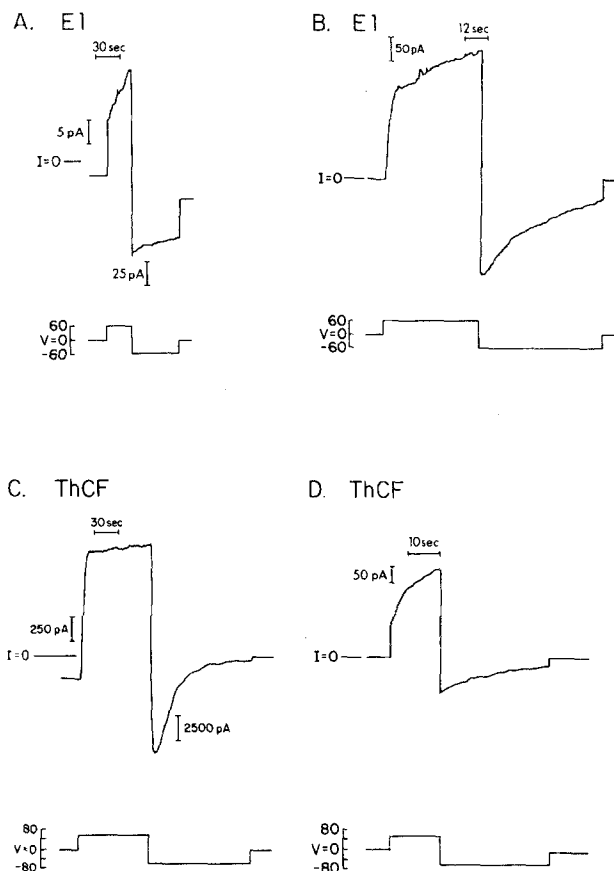 A. E1
30 sec
5 pA
I=0
25 pA
60
V=0
-60
B. E1
50 pA
12 sec
I=0
60
V=0
-60
C. ThCF
30 sec
250 pA
I=0
2500 pA
80
V=0
-80
D. ThCF
10 sec
50 pA
I=0
80
V=0
-80